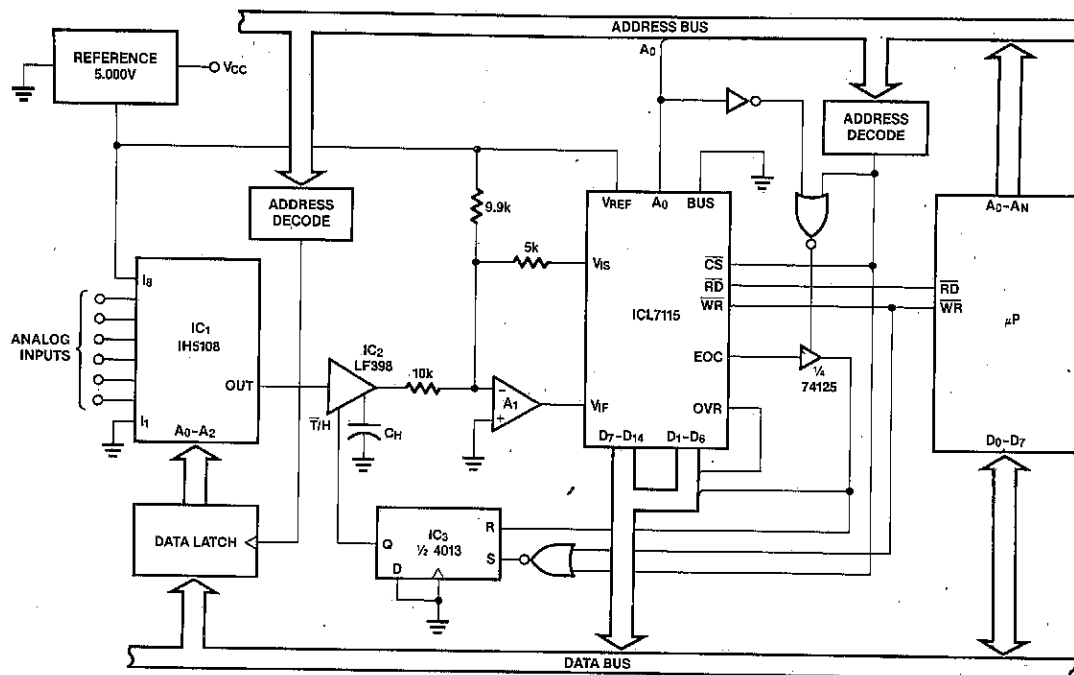 ADDRESS BUS
A0
REFERENCE
5.000V
VCC
ADDRESS
DECODE
ADDRESS
DECODE
9.9k
5k
VREF
A0
BUS
VIS
CS
RD
WR
ICL7115
EOC
OVR
VIF
D7–D14
D1–D6
A0–AN
RD
WR
μP
D0–D7
I8
ANALOG
INPUTS
IC1
IH5108
OUT
I1
A0–A2
IC2
LF398
T/H
CH
10k
A1
1/4
74125
DATA LATCH
Q
IC3
1/2 4013
R
S
D
DATA BUS